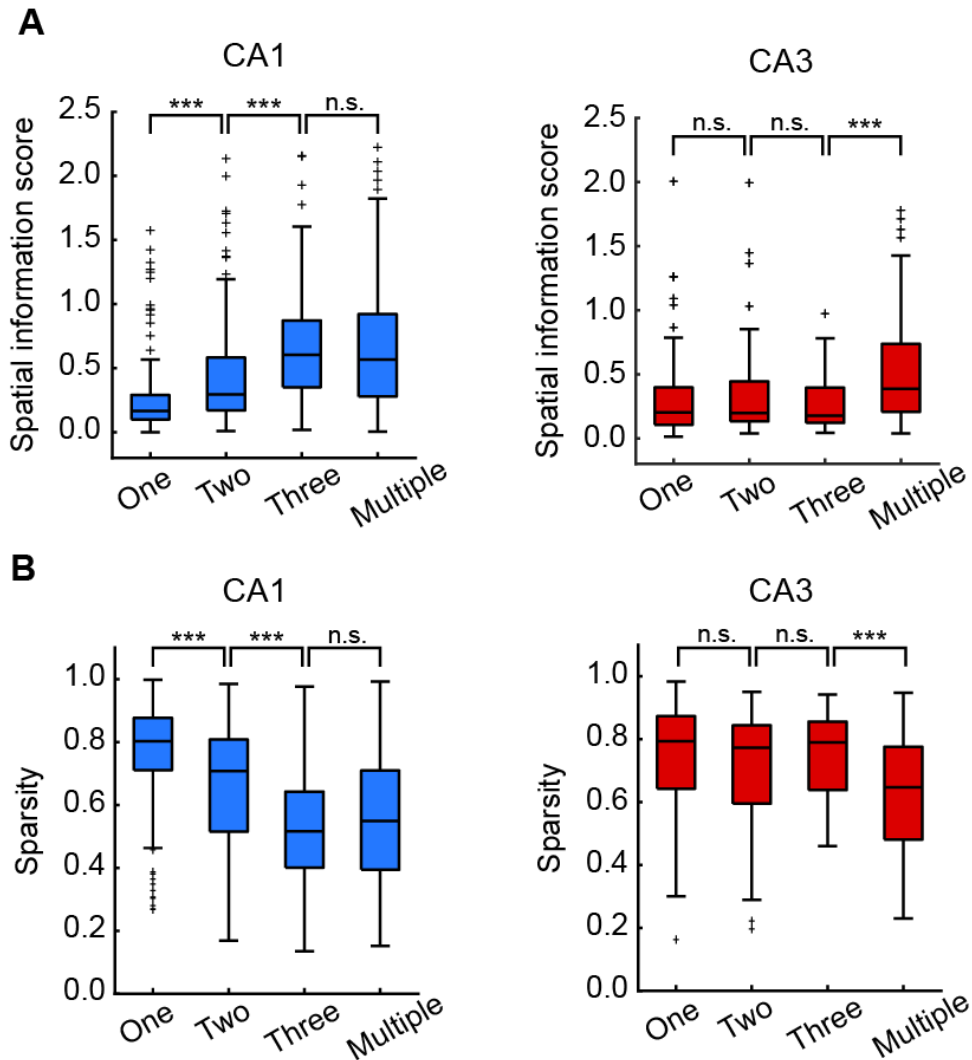 A
CA1
CA3
*** *** n.s.
n.s. n.s. ***
Spatial information score
2.5
2.0
1.5
1.0
0.5
0.0
One Two Three Multiple
Spatial information score
2.5
2.0
1.5
1.0
0.5
0.0
One Two Three Multiple
B
CA1
CA3
*** *** n.s.
n.s. n.s. ***
Sparsity
1.0
0.8
0.6
0.4
0.2
0.0
One Two Three Multiple
Sparsity
1.0
0.8
0.6
0.4
0.2
0.0
One Two Three Multiple